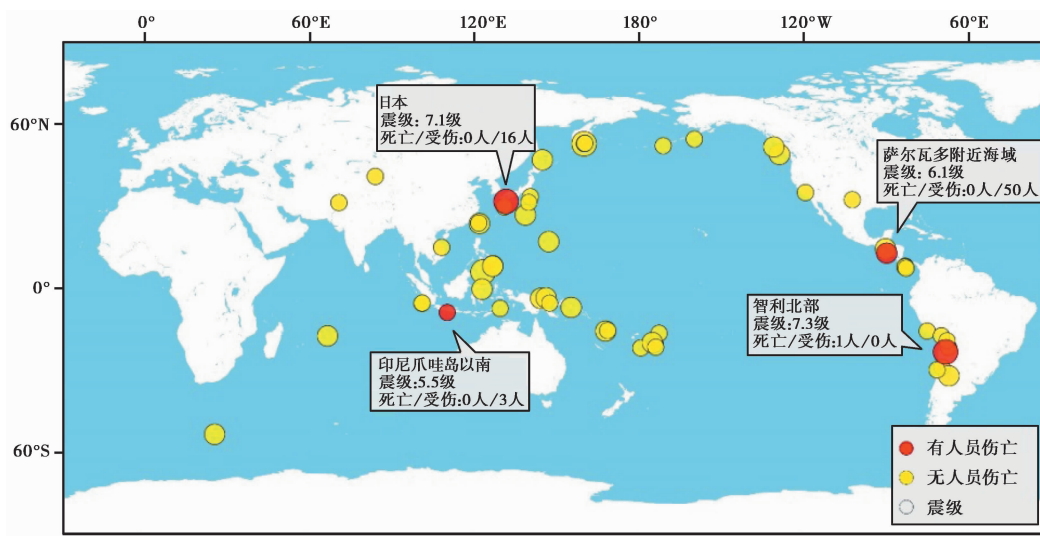 0°
60°E
120°E
180°
120°W
60°E
60°N
0°
60°S
日本
震级: 7.1级
死亡/受伤:0人/16人
萨尔瓦多附近海域
震级: 6.1级
死亡/受伤:0人/50人
智利北部
震级:7.3级
死亡/受伤:1人/0人
印尼爪哇岛以南
震级:5.5级
死亡/受伤:0人/3人
有人员伤亡
无人员伤亡
震级